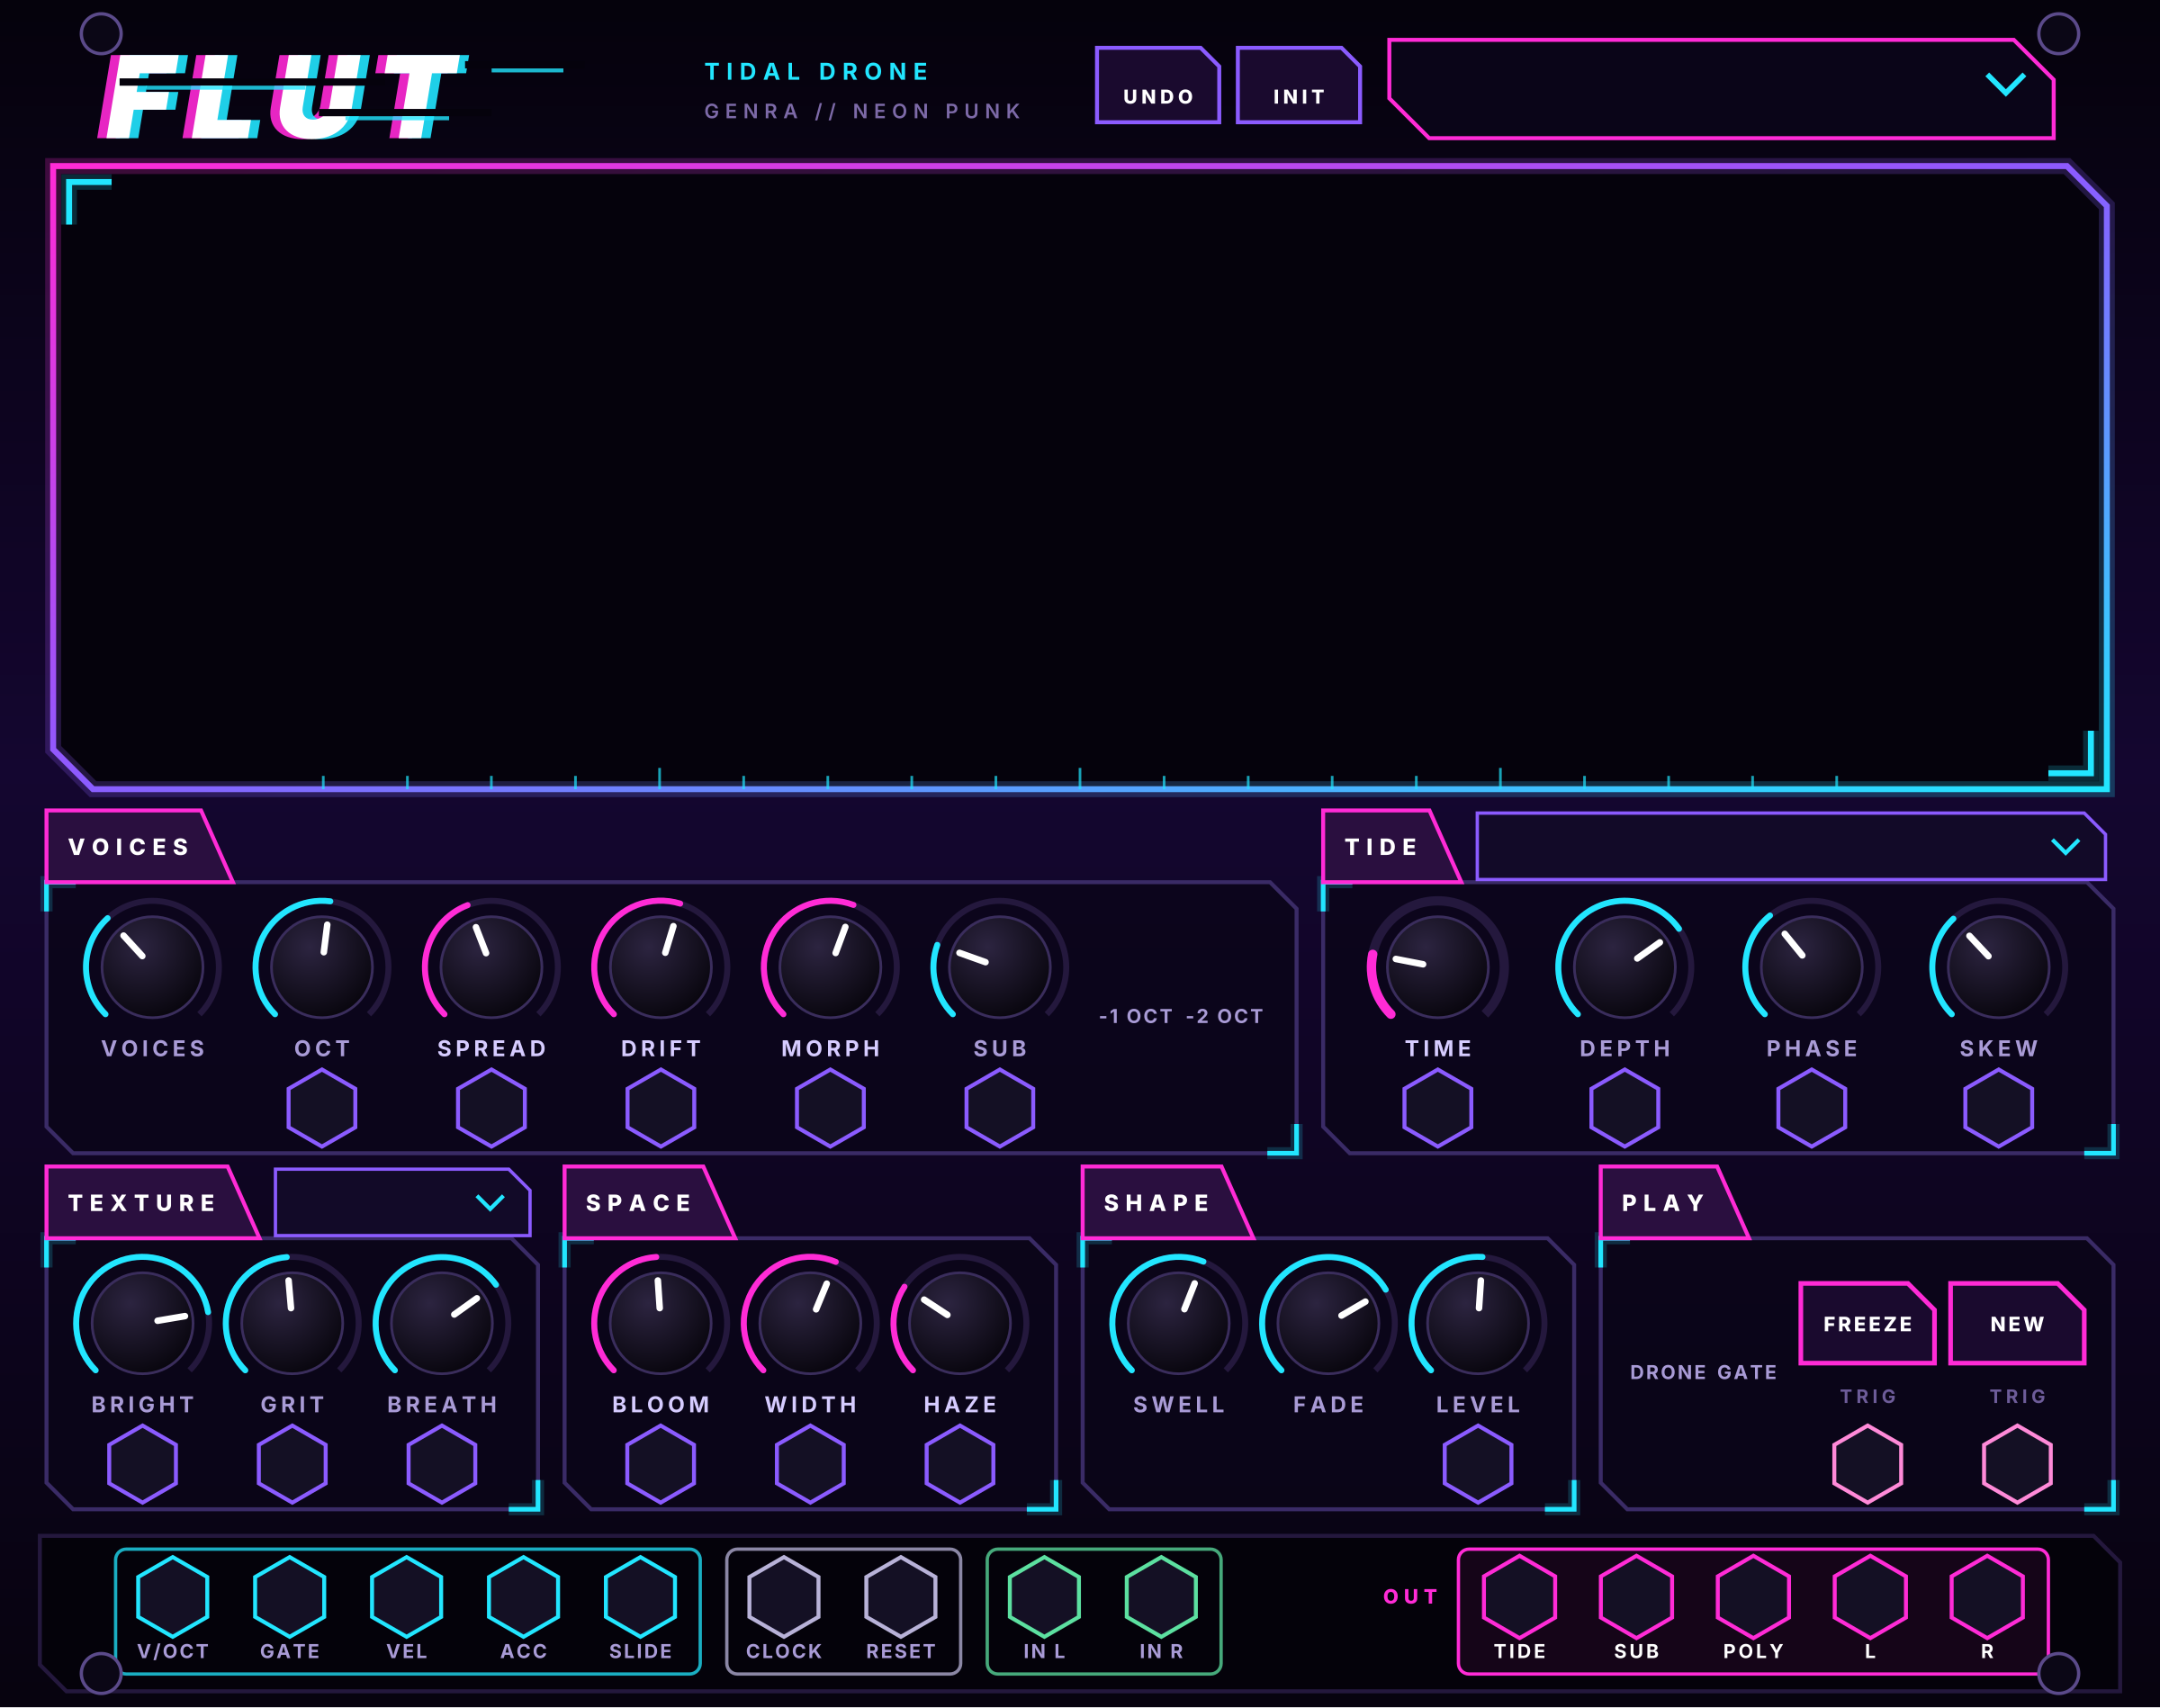 FLUT
TIDAL DRONE
GENRA // NEON PUNK
UNDO
INIT
VOICES
TIDE
VOICES
OCT
SPREAD
DRIFT
MORPH
SUB
-1 OCT
-2 OCT
TIME
DEPTH
PHASE
SKEW
TEXTURE
SPACE
SHAPE
PLAY
BRIGHT
GRIT
BREATH
BLOOM
WIDTH
HAZE
SWELL
FADE
LEVEL
DRONE GATE
FREEZE
NEW
TRIG
TRIG
V/OCT
GATE
VEL
ACC
SLIDE
CLOCK
RESET
IN L
IN R
OUT
TIDE
SUB
POLY
L
R